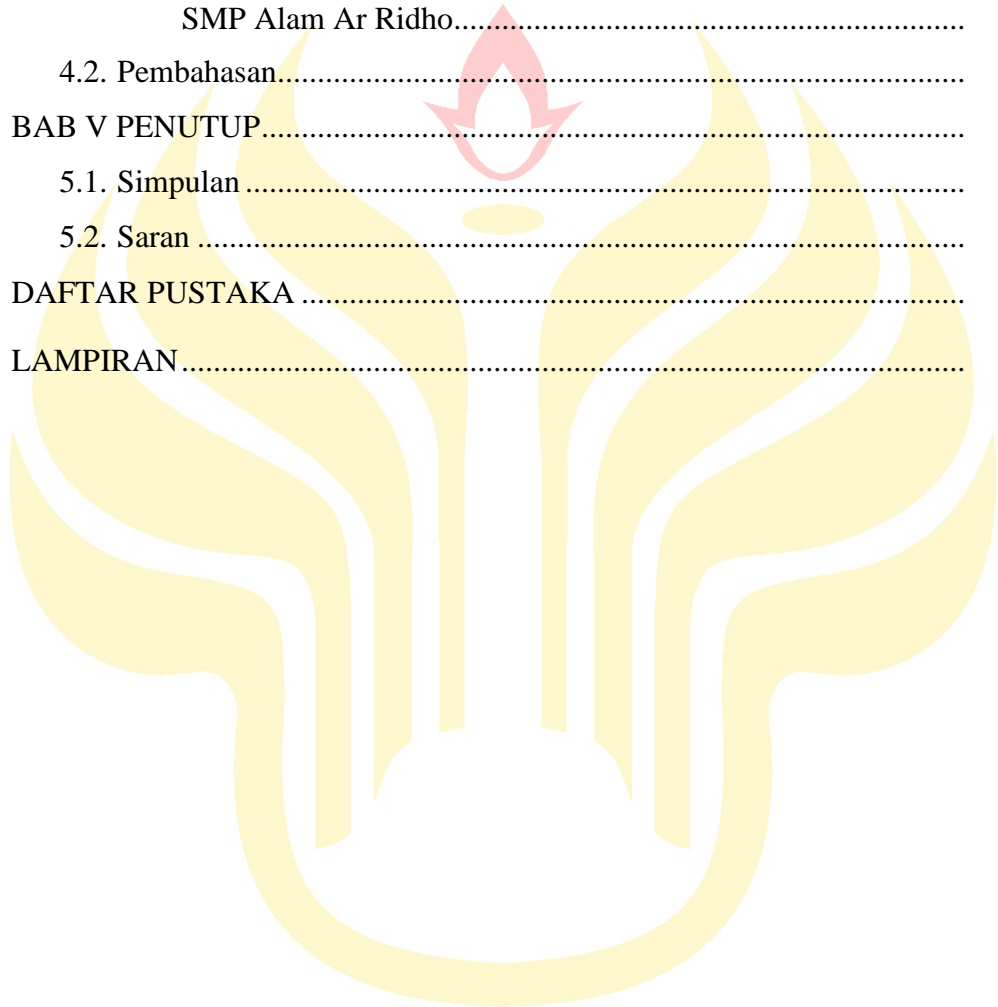 SMP Alam Ar Ridho................................................................
4.2. Pembahasan......................................................................................
BAB V PENUTUP........................................................................................
5.1. Simpulan..........................................................................................
5.2. Saran................................................................................................
DAFTAR PUSTAKA...................................................................................
LAMPIRAN..................................................................................................